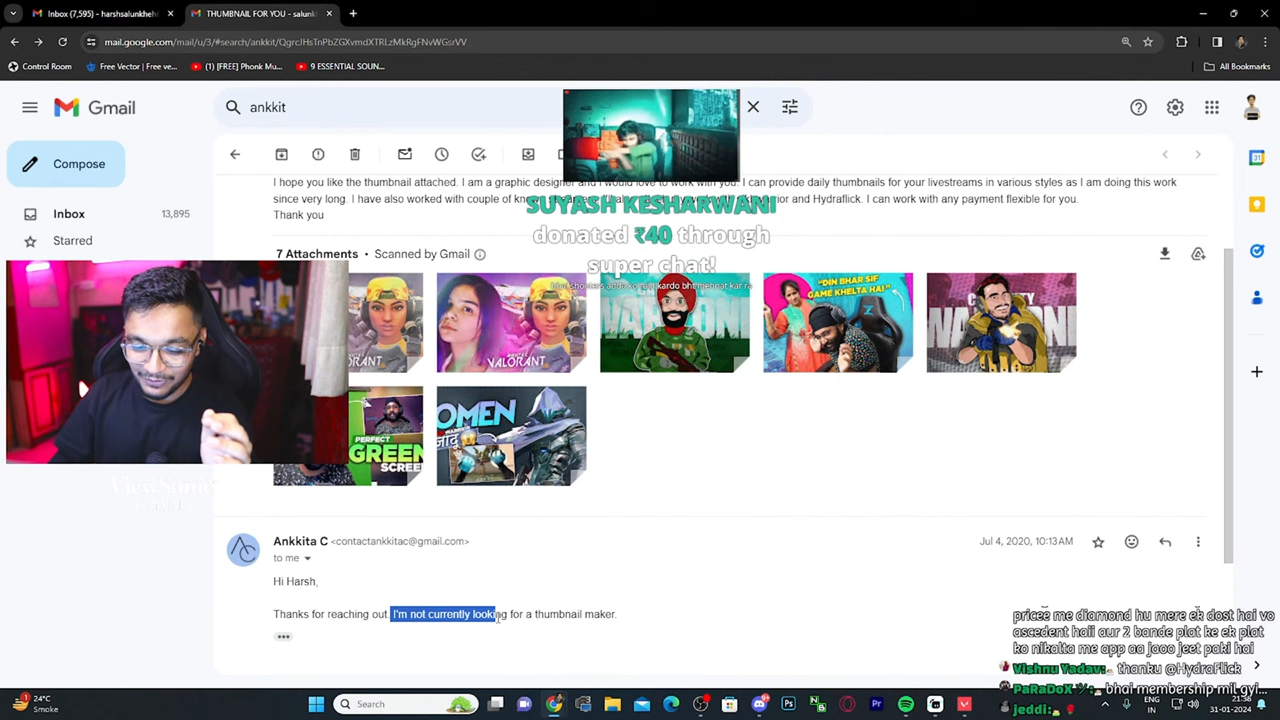 Inbox (7,595) - harshsalunkheh
THUMBNAIL FOR YOU - salunk
mail.google.com/mail/u/3/#search/ankkit/QgrcJHsTnPbZGXvmdXTRLzMkRgFNvWGsrVV
Control Room
Free Vector | Free ve...
(1) [FREE] Phonk Mu...
9 ESSENTIAL SOUN...
All Bookmarks
Gmail
ankkit
Compose
Inbox 13,895
Starred
I hope you like the thumbnail attached. I am a graphic designer and I would love to work with you. I can provide daily thumbnails for your livestreams in various styles as I am doing this work
since very long. I have also worked with couple of known
and Hydraflick. I can work with any payment flexible for you.
Thank you
SUYASH KESHARWANI
donated ₹40 through
super chat!
7 Attachments • Scanned by Gmail
VALORANT
VALORANT
"DIN BHAR SIF
GAME KHELTA HAI"
PERFECT
GREEN
SCREEN
OMEN
जादू
Ankkita C <contactankkitac@gmail.com>
Jul 4, 2020, 10:13AM
to me
Hi Harsh,
Thanks for reaching out. I'm not currently looking for a thumbnail maker.
pricee me diamond hu mere ek dost hai vo
ascedent haii aur 2 bande plat ke ek plat
ko nikalta me app aa jaoo jeet paki hai
Vishnu Yadav: thanku @HydraFlick
PaRaDoX bhai membership mil gyi...
jeddi:
24°C
Smoke
Search
ENG
IN
21:56
31-01-2024